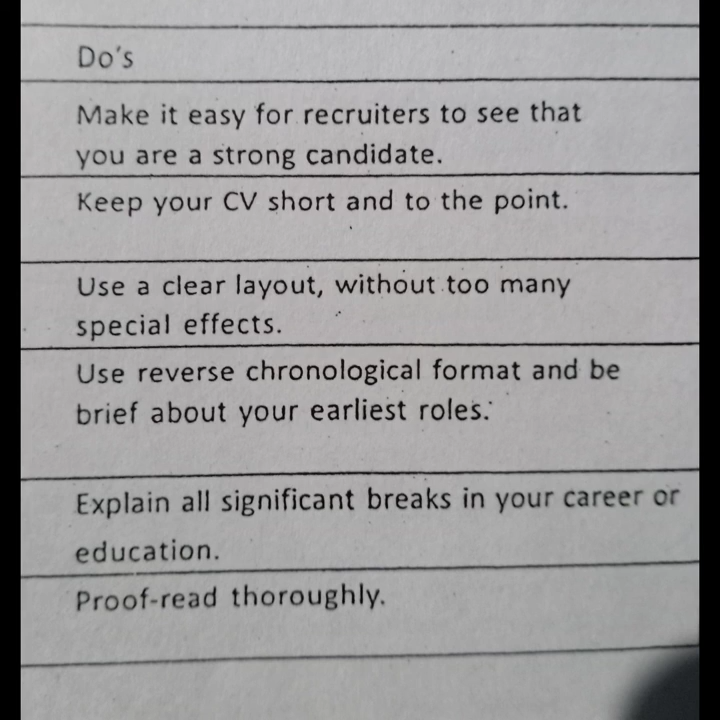 Do's
Make it easy for recruiters to see that
you are a strong candidate.
Keep your CV short and to the point.
Use a clear layout, without too many
special effects.
Use reverse chronological format and be
brief about your earliest roles.
Explain all significant breaks in your career or
education.
Proof-read thoroughly.